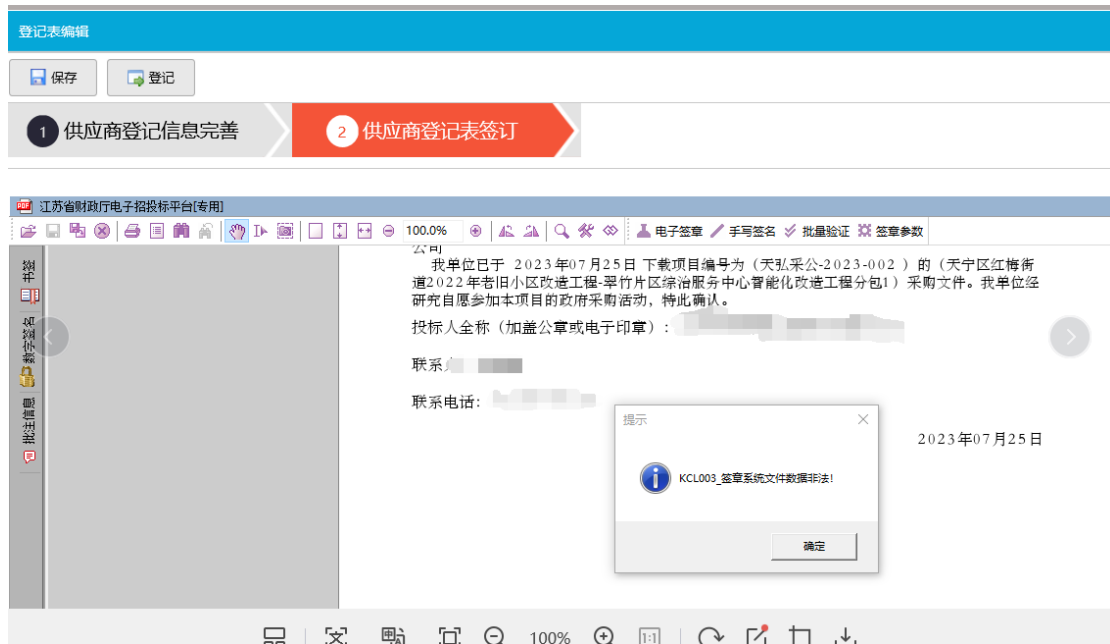 登记表编辑
保存 登记
1 供应商登记信息完善 2 供应商登记表签订
江苏省财政厅电子招投标平台[专用]
100.0% 电子签章 手写签名 批量验证 签章参数
书签
数字签名
批注信息
公司
我单位已于 2023年07月25日 下载项目编号为（天弘采公-2023-002 ）的（天宁区红梅街
道2022年老旧小区改造工程-翠竹片区综治服务中心智能化改造工程分包1）采购文件。我单位经
研究自愿参加本项目的政府采购活动，特此确认。
投标人全称（加盖公章或电子印章）:
联系
联系电话:
2023年07月25日
提示
KCL003_签章系统文件数据非法!
确定
100% 1:1